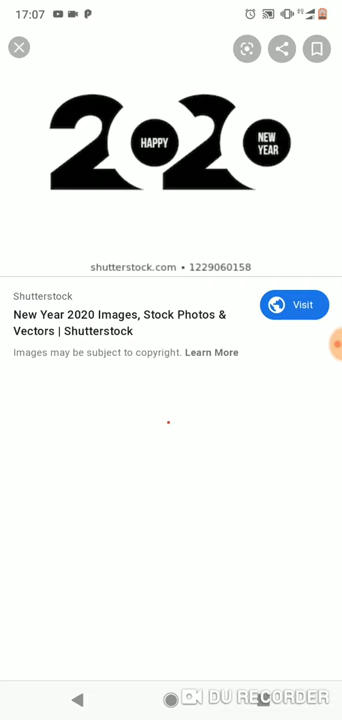 17:07
2020
HAPPY
NEW
YEAR
shutterstock.com • 1229060158
Shutterstock
New Year 2020 Images, Stock Photos &
Vectors | Shutterstock
Visit
Images may be subject to copyright. Learn More
DU RECORDER